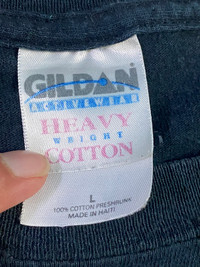 GILDAN
ACTIVEWEAR
HEAVY
WEIGHT
COTTON
L
100% COTTON PRESHRUNK
MADE IN HAITI